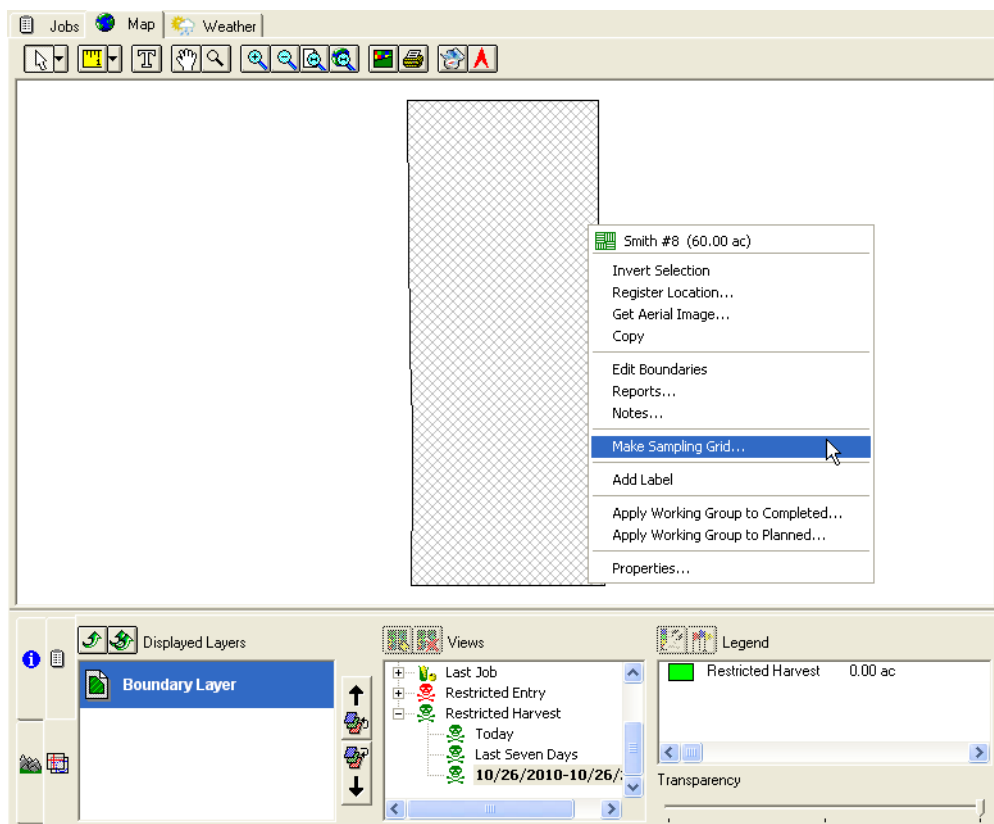 Jobs Map Weather
T
Smith #8 (60.00 ac)
Invert Selection
Register Location...
Get Aerial Image...
Copy
Edit Boundaries
Reports...
Notes...
Make Sampling Grid...
Add Label
Apply Working Group to Completed...
Apply Working Group to Planned...
Properties...
Displayed Layers
Boundary Layer
Views
Last Job
Restricted Entry
Restricted Harvest
Today
Last Seven Days
10/26/2010-10/26/
Legend
Restricted Harvest 0.00 ac
Transparency